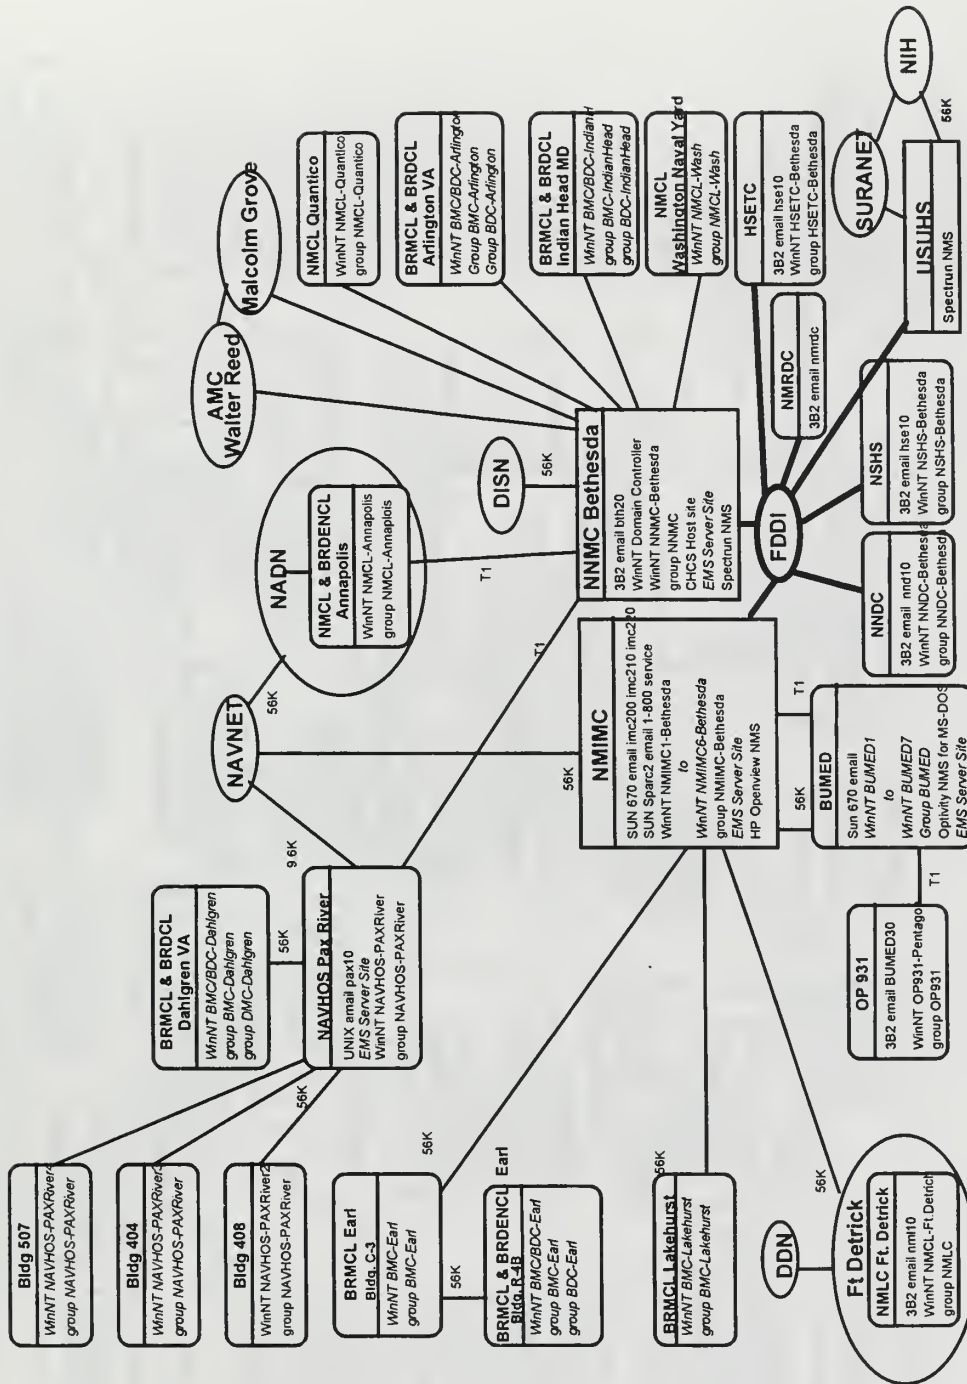 Bldg 507
WinNT NAVHOS-PAXRiver4
group NAVHOS-PAXRiver
Bldg 404
WinNT NAVHOS-PAXRiver3
group NAVHOS-PAXRiver
Bldg 408
WinNT NAVHOS-PAXRiver2
group NAVHOS-PAXRiver
56K
BRMCL & BRDCL
Dahlgren VA
WinNT BMC/BDC-Dahlgren
group BMC-Dahlgren
group DMC-Dahlgren
56K
NAVHOS Pax River
UNIX amail pax10
EMS Server Site
WinNT NAVHOS-PAXRiver
group NAVHOS-PAXRiver
9.6K
NAVNET
56K
NADN
NMCL & BRDENCL
Annapolis
WinNT NMCL-Annapolis
group NMCL-Annaplois
T1
T1
AMC
Walter Reed
Malcolm Grove
DISN
56K
NMCL Quantico
WinNT NMCL-Quantico
group NMCL-Quantico
BRMCL & BRDCL
Arlington VA
WinNT BMC/BDC-Arlington
Group BMC-Arlington
Group BDC-Arlington
BRMCL & BRDCL
Indian Head MD
WinNT BMC/BDC-IndianH
group BMC-IndianHead
group BDC-IndianHead
NMCL
Washington Naval Yard
WinNT NMCL-Wash
group NMCL-Wash
HSETC
3B2 email hse10
WinNT HSETC-Bethesda
group HSETC-Bethesda
NNMC Bethesda
3B2 email bth20
WinNT Domain Controller
WinNT NNMC-Bethesda
group NNMC
CHCS Host site
EMS Server Site
Spectrun NMS
FDDI
NMRDC
3B2 email nmrdc
NSHS
3B2 email hse10
WinNT NSHS-Bethesda
group NSHS-Bethesda
NNDC
3B2 email nnd10
WinNT NNDC-Bethesda
group NNDC-Bethesda
USUHS
Spectrun NMS
SURANET
NIH
56K
BRMCL Earl
Bldg. C-3
WinNT BMC-Earl
group BMC-Earl
56K
56K
BRMCL & BRDENCL Earl
Bldg. R-4B
WinNT BMC/BDC-Earl
group BMC-Earl
group BDC-Earl
56K
BRMCL Lakehurst
WinNT BMC-Lakehurst
group BMC-Lakehurst
56K
NMIMC
SUN 670 email imc200 imc210 imc220
SUN Sparc2 email 1-800 service
WinNT NMIMC1-Bethesda
to
WinNT NMIMC6-Bethesda
group NMIMC-Bethesda
EMS Server Site
HP Openview NMS
56K
T1
BUMED
Sun 670 email
WinNT BUMED1
to
WinNT BUMED7
Group BUMED
Optivity NMS for MS-DOS
EMS Server Site
T1
OP 931
3B2 email BUMED30
WinNT OP931-Pentago
group OP931
DDN
56K
Ft Detrick
NMLC Ft. Detrick
3B2 email nmlt10
WinNT NMCL-Ft.Detrich
group NMLC